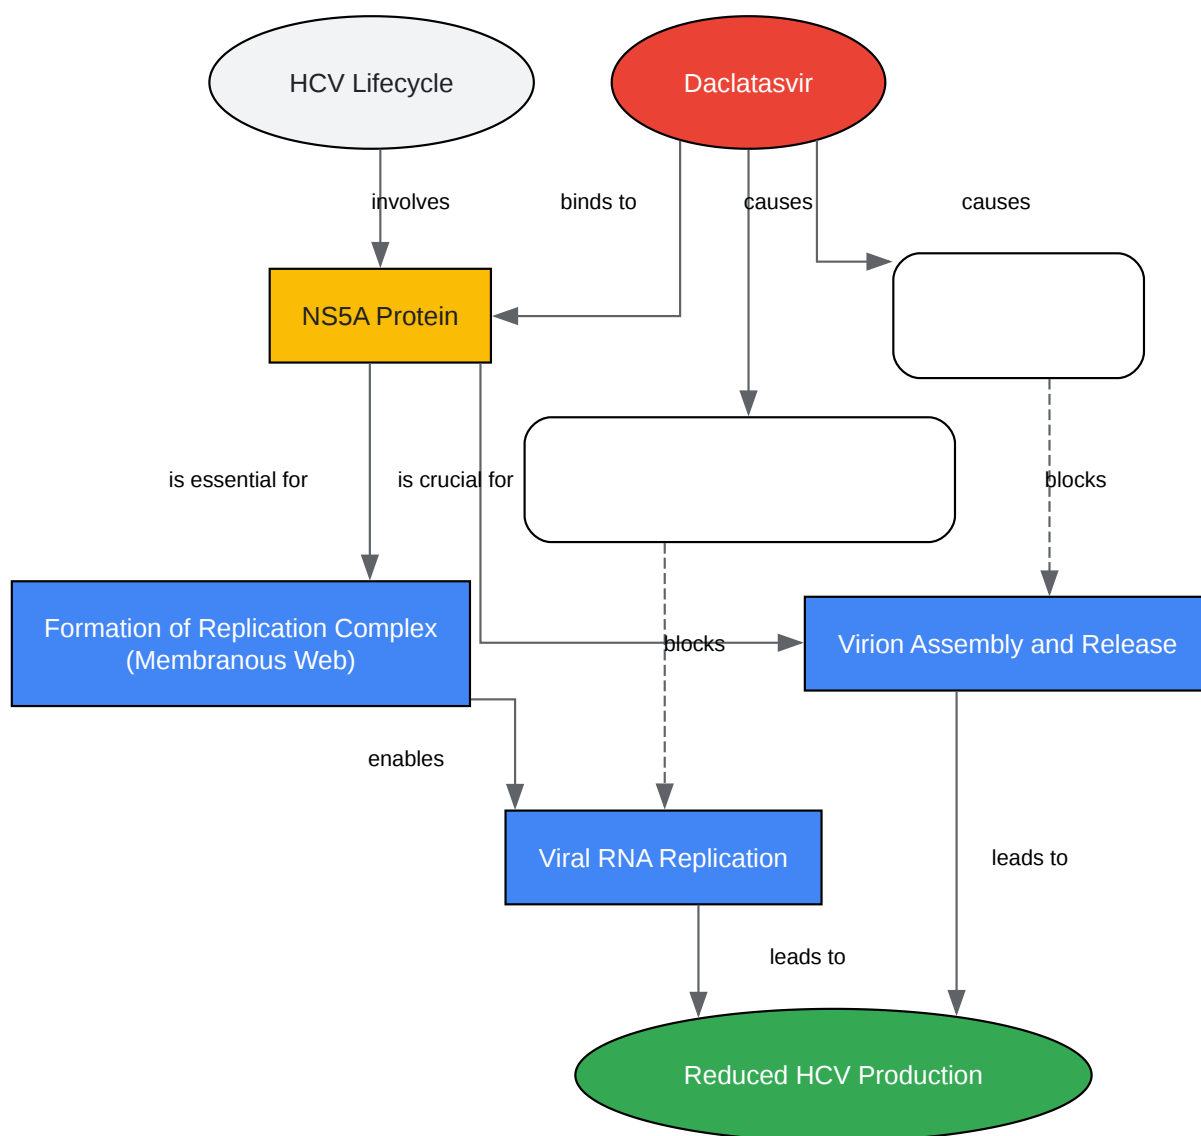 HCV Lifecycle
Daclatasvir
involves
binds to
causes
causes
NS5A Protein
is essential for
is crucial for
blocks
Formation of Replication Complex
(Membranous Web)
blocks
Virion Assembly and Release
enables
Viral RNA Replication
leads to
leads to
Reduced HCV Production